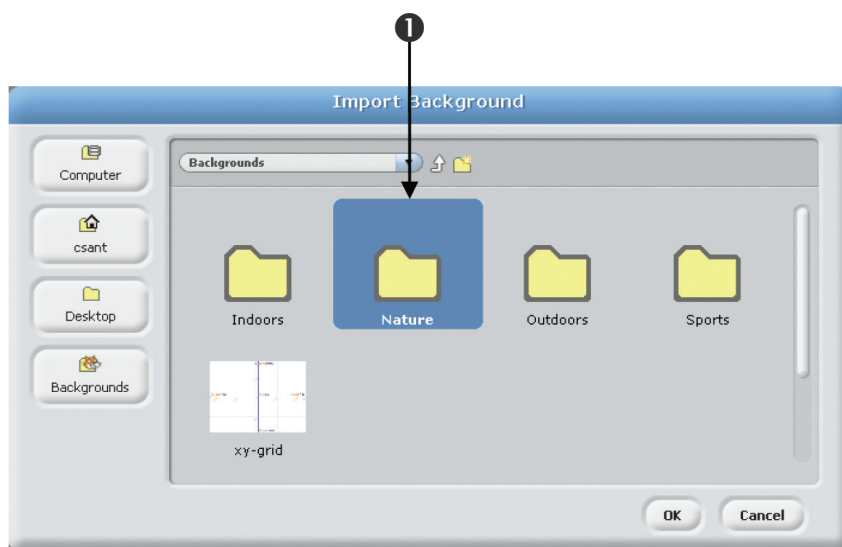 1
Import Background
Computer
csant
Desktop
Backgrounds
Backgrounds
Indoors
Nature
Outdoors
Sports
xy-grid
OK
Cancel